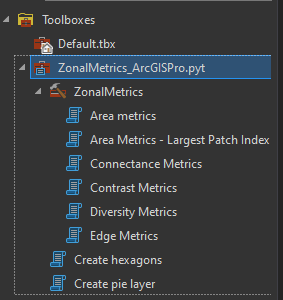 Toolboxes
Default.tbx
ZonalMetrics_ArcGISPro.pyt
ZonalMetrics
Area metrics
Area Metrics - Largest Patch Index
Connectance Metrics
Contrast Metrics
Diversity Metrics
Edge Metrics
Create hexagons
Create pie layer